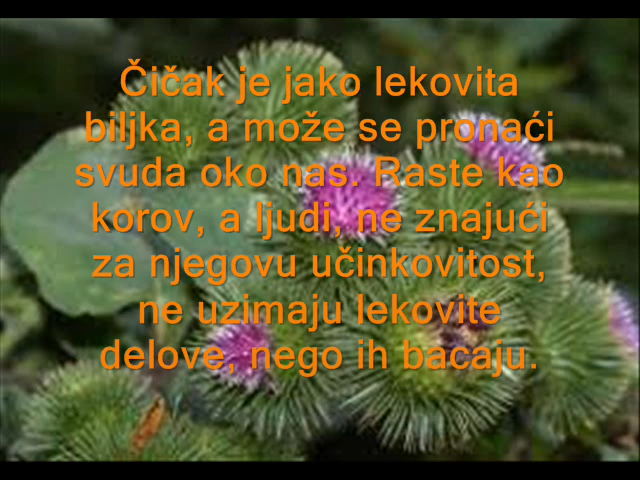 Čičak je jako lekovita
biljka, a može se pronaći
svuda oko nas. Raste kao
korov, a ljudi, ne znajući
za njegovu učinkovitost,
ne uzimaju lekovite
delove, nego ih bacaju.